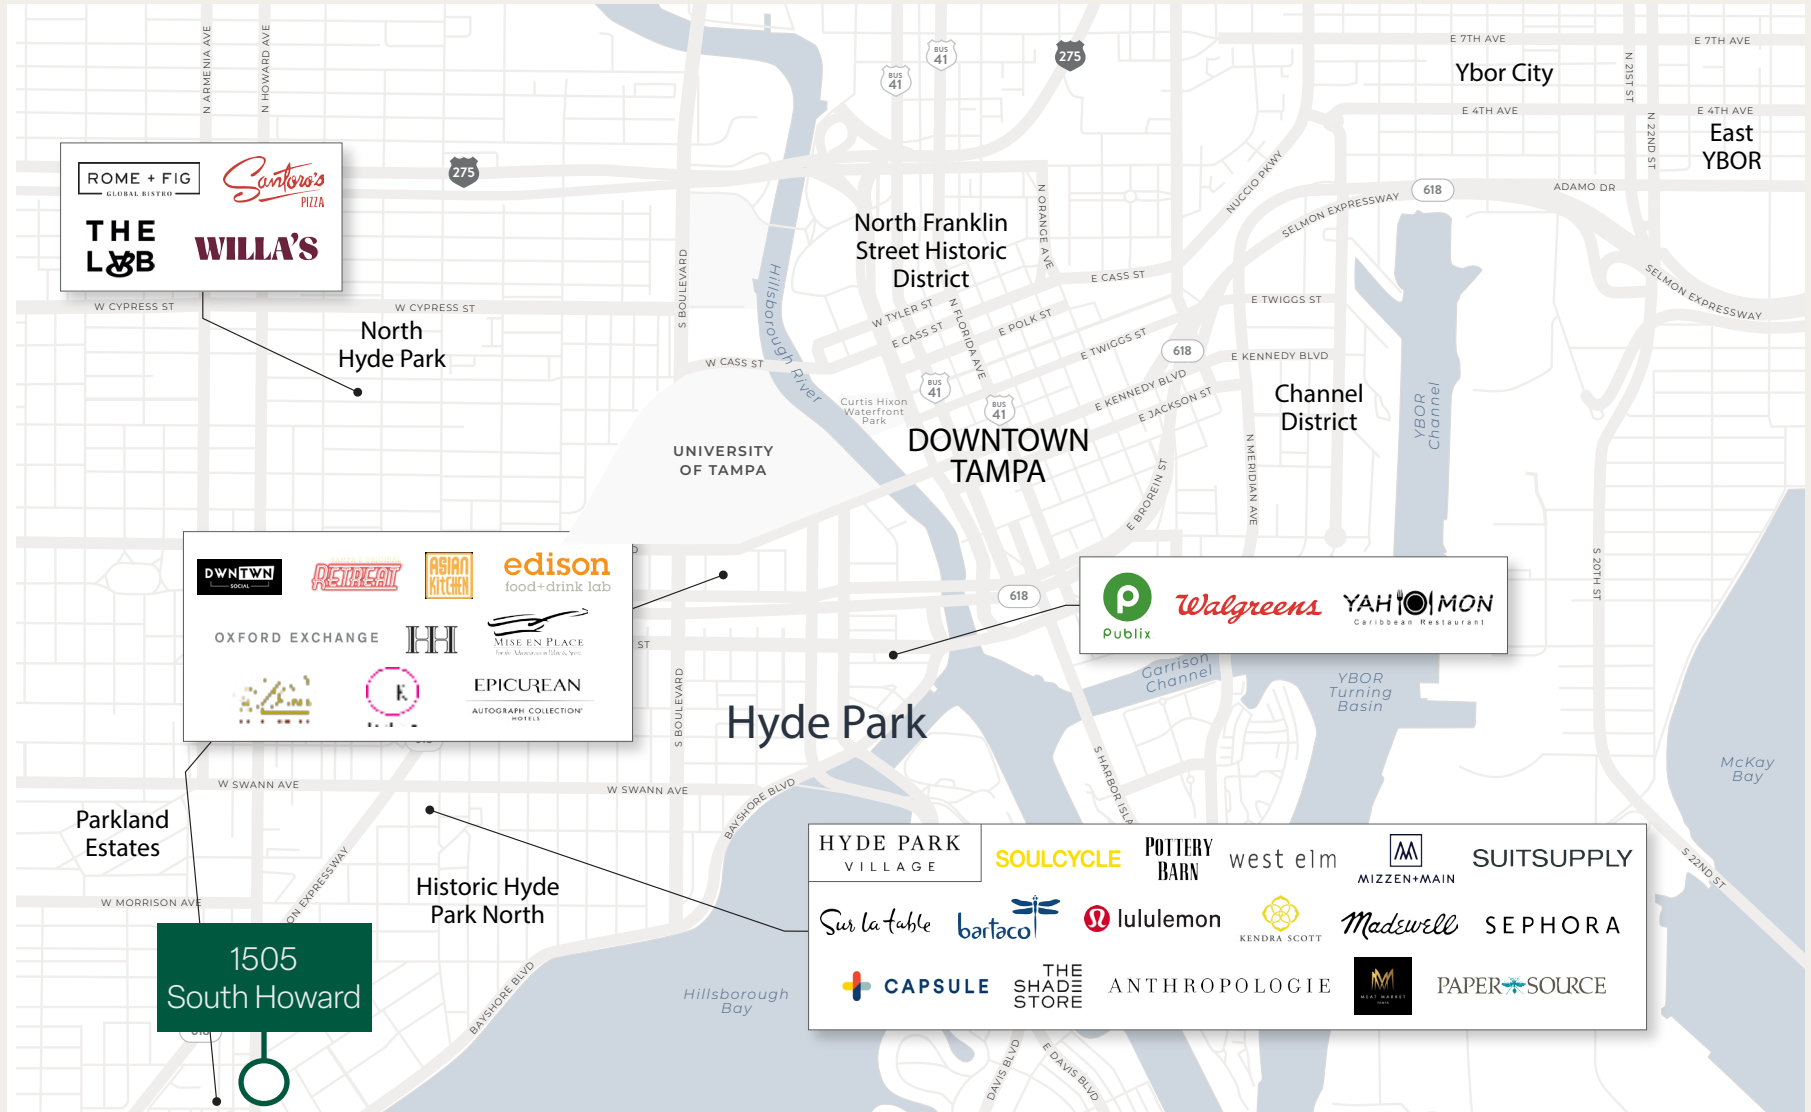 N ARMENIA AVE
N HOWARD AVE
BUS
41
BUS
41
275
E 7TH AVE
E 7TH AVE
Ybor City
N 21ST ST
E 4TH AVE
E 4TH AVE
N 22ND ST
East
YBOR
ROME + FIG
GLOBAL BISTRO
Santoro's
PIZZA
THE
LAB
WILLA'S
275
NUCCIO PKWY
618
ADAMO DR
SELMON EXPRESSWAY
N ORANGE AVE
North Franklin
Street Historic
District
S BOULEVARD
Hillsborough River
E CASS ST
SELMON EXPRESSWAY
W CYPRESS ST
W CYPRESS ST
North
Hyde Park
W TYLER ST
N FLORIDA AVE
E CASS ST
E POLK ST
E TWIGGS ST
E TWIGGS ST
618
E KENNEDY BLVD
W CASS ST
BUS
41
BUS
41
E KENNEDY BLVD
E JACKSON ST
Channel
District
YBOR
Channel
Curtis Hixon
Waterfront
Park
DOWNTOWN
TAMPA
UNIVERSITY
OF TAMPA
N MERIDIAN AVE
E BROREIN ST
S 20TH ST
DWNTWN
SOCIAL
RETREAT
ASIAN
KITCHEN
edison
food+drink lab
OXFORD EXCHANGE
MISE EN PLACE
EPICUREAN
AUTOGRAPH COLLECTION
HOTELS
D
ST
618
Publix
Walgreens
YAH MON
Caribbean Restaurant
Garrison
Channel
YBOR
Turning
Basin
S BOULEVARD
Hyde Park
McKay
Bay
S HARBOR ISLA
W SWANN AVE
W SWANN AVE
BAYSHORE BLVD
Parkland
Estates
ON EXPRESSWAY
Historic Hyde
Park North
W MORRISON AVE
S 22ND ST
1505
South Howard
HYDE PARK
VILLAGE
SOULCYCLE
POTTERY
BARN
west elm
MIZZEN+MAIN
SUITSUPPLY
Sur la table
bartaco
lululemon
KENDRA SCOTT
Madewell
SEPHORA
CAPSULE
THE
SHADE
STORE
ANTHROPOLOGIE
MEAT MARKET
PAPER SOURCE
BAYSHORE BLVD
Hillsborough
Bay
DAVIS BLVD
E DAVIS BLVD